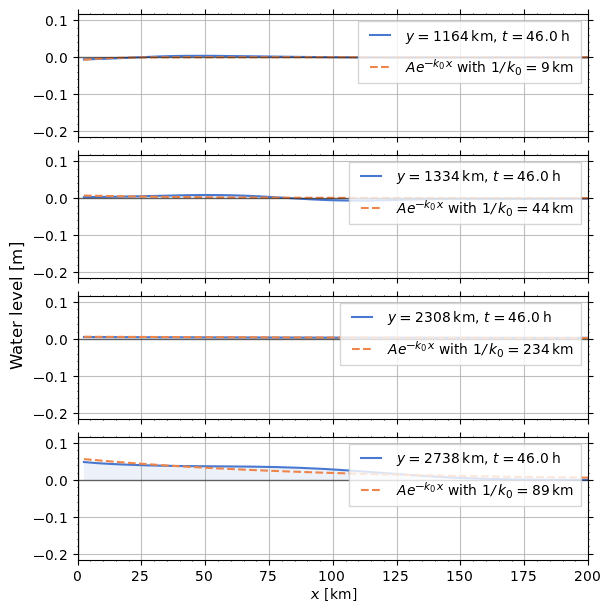 0.1
0.0
−0.1
−0.2
y = 1164 km, t = 46.0 h
Ae^{−k₀x} with 1/k₀ = 9 km
0.1
0.0
−0.1
−0.2
y = 1334 km, t = 46.0 h
Ae^{−k₀x} with 1/k₀ = 44 km
Water level [m]
0.1
0.0
−0.1
−0.2
y = 2308 km, t = 46.0 h
Ae^{−k₀x} with 1/k₀ = 234 km
0.1
0.0
−0.1
−0.2
y = 2738 km, t = 46.0 h
Ae^{−k₀x} with 1/k₀ = 89 km
0 25 50 75 100 125 150 175 200
x [km]